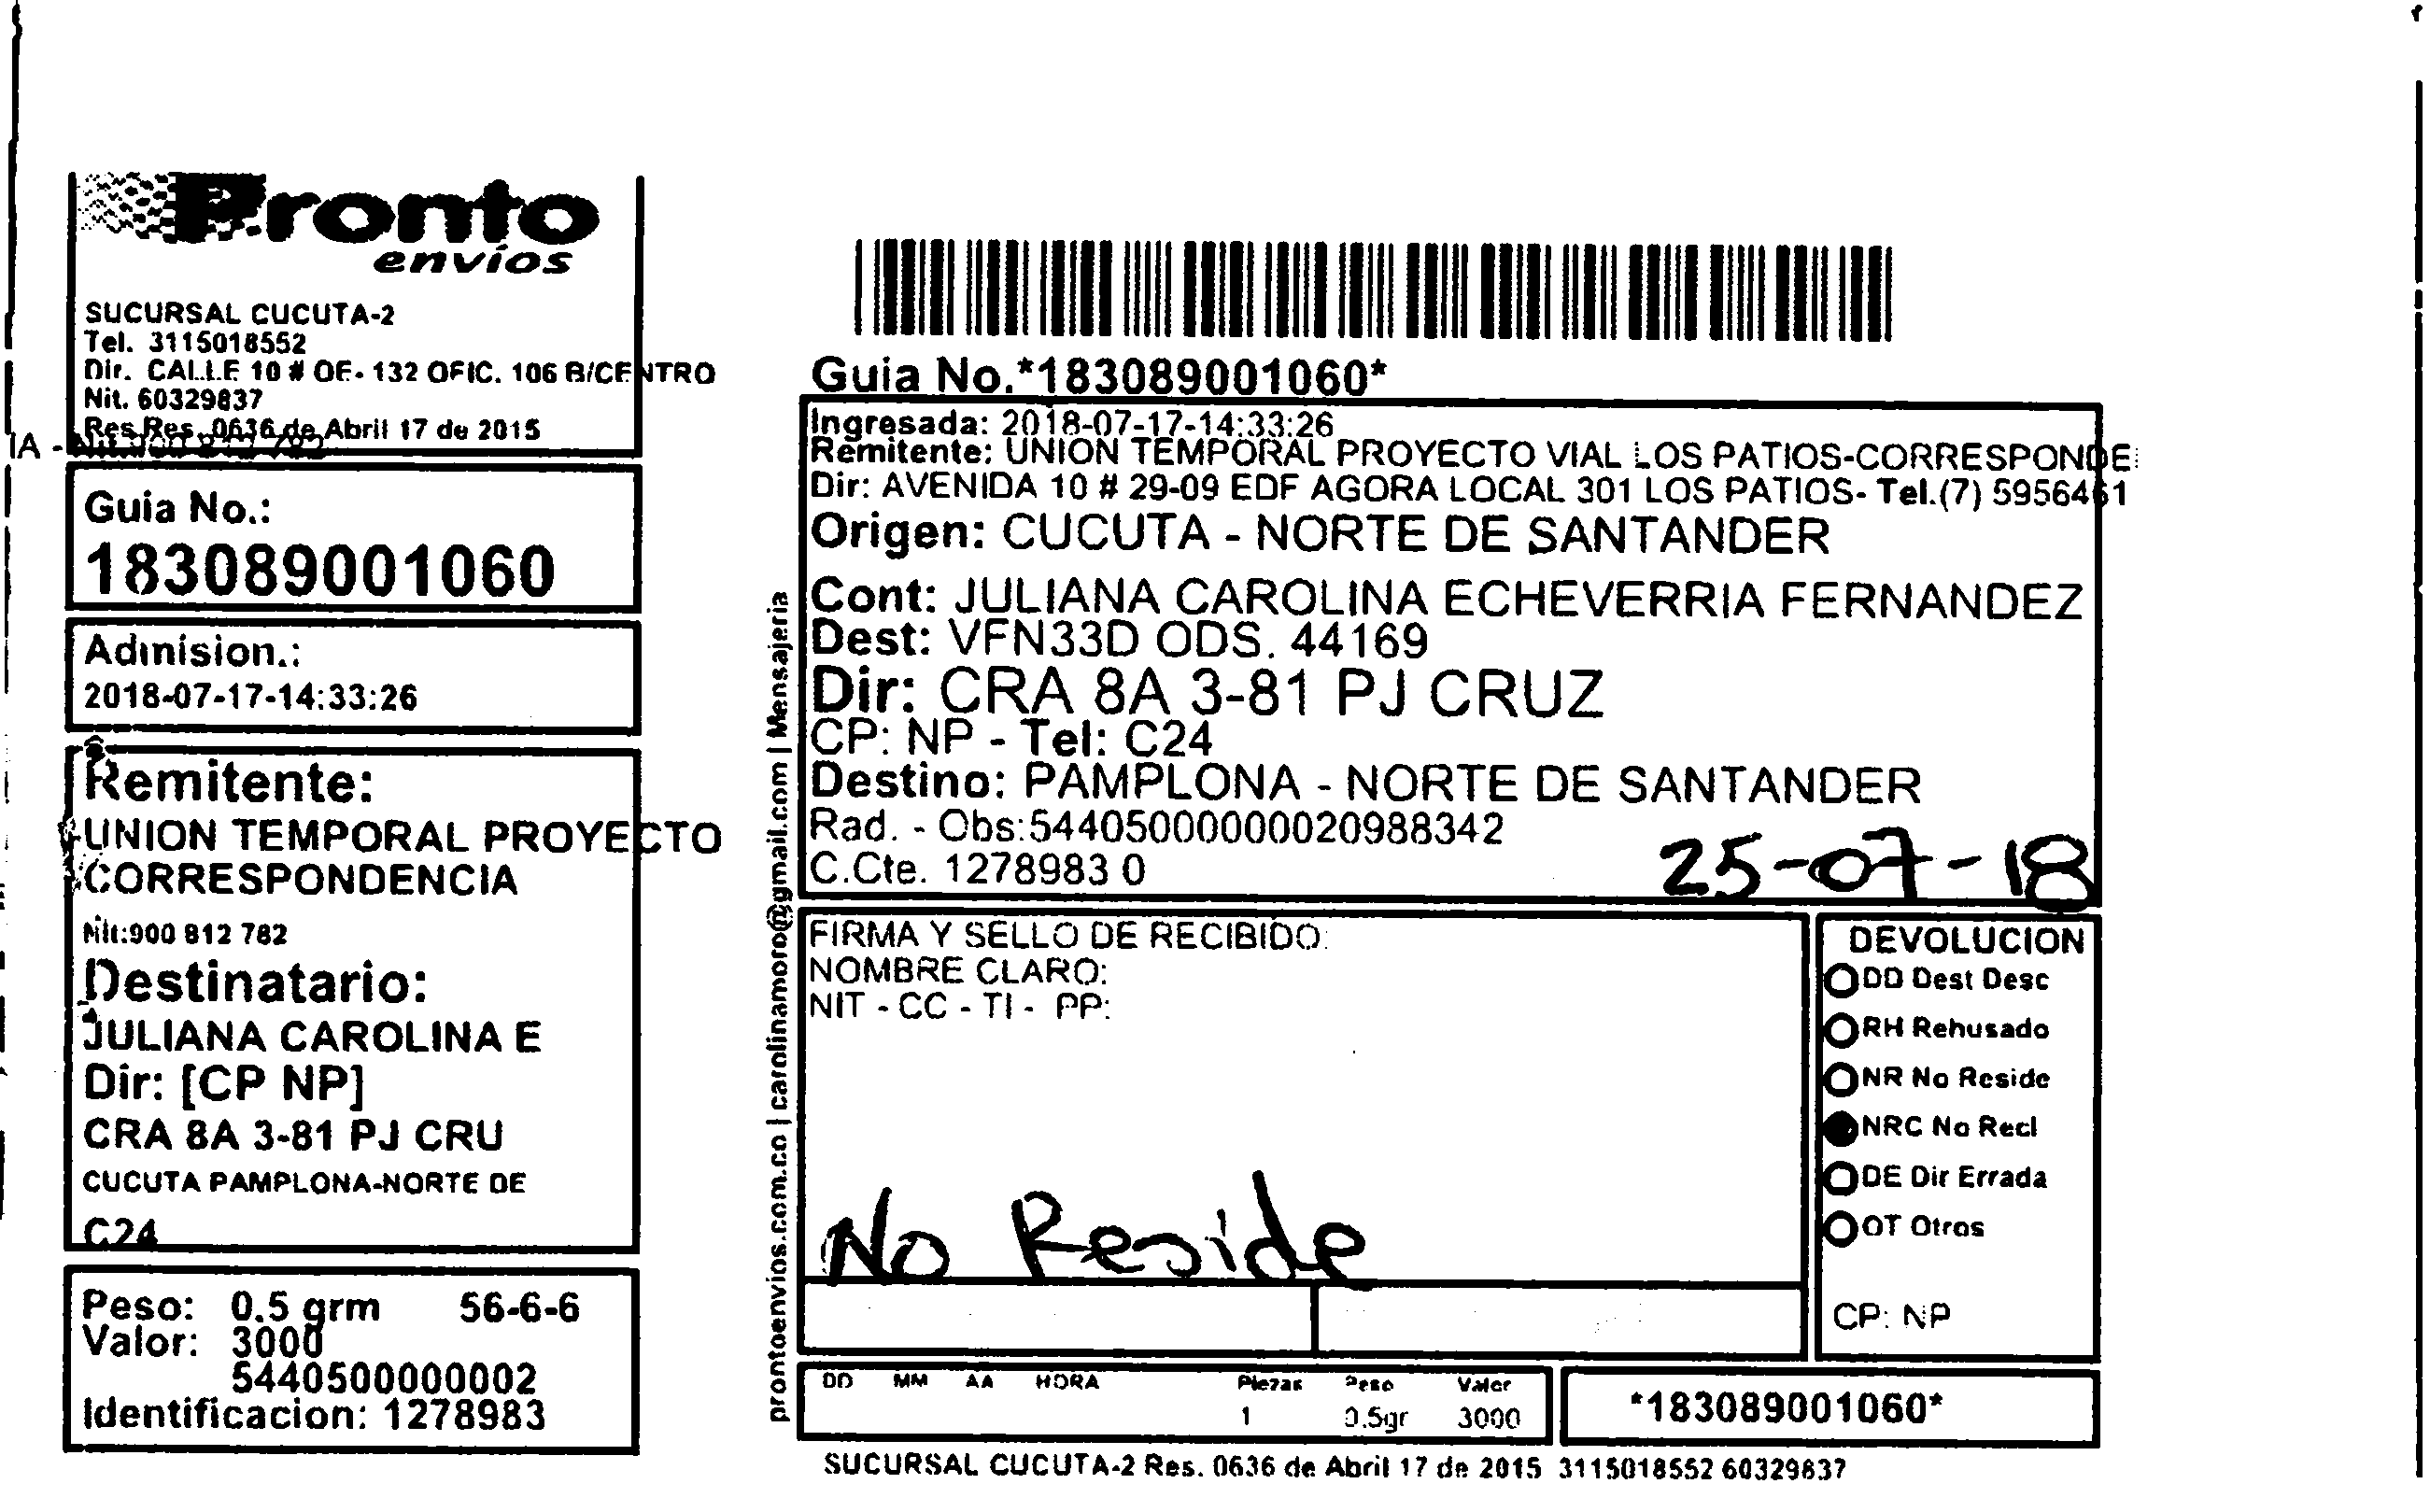 Pronto
envíos
SUCURSAL CUCUTA-2
Tel. 3115018552
Dir. CALLE 10 # OE- 132 OFIC. 106 B/CENTRO
Nit. 60329837
Res Res. 0636 de Abril 17 de 2015
IA -
Guia No.:
183089001060
Admision.:
2018-07-17-14:33:26
Remitente:
UNION TEMPORAL PROYECTO
CORRESPONDENCIA
Nit:900 812 782
Destinatario:
JULIANA CAROLINA E
Dir: [CP NP]
CRA 8A 3-81 PJ CRU
CUCUTA PAMPLONA-NORTE DE
C24
Peso: 0.5 grm 56-6-6
Valor: 3000
5440500000002
Identificacion: 1278983
prontoenvios.com.co | carolinamoro@gmail.com | Mensajeria
Guia No.*183089001060*
Ingresada: 2018-07-17-14:33:26
Remitente: UNION TEMPORAL PROYECTO VIAL LOS PATIOS-CORRESPONDE
Dir: AVENIDA 10 # 29-09 EDF AGORA LOCAL 301 LOS PATIOS- Tel.(7) 5956461
Origen: CUCUTA - NORTE DE SANTANDER
Cont: JULIANA CAROLINA ECHEVERRIA FERNANDEZ
Dest: VFN33D ODS. 44169
Dir: CRA 8A 3-81 PJ CRUZ
CP: NP - Tel: C24
Destino: PAMPLONA - NORTE DE SANTANDER
Rad. - Obs:544050000000020988342
C.Cte. 1278983 0
25-07-18
FIRMA Y SELLO DE RECIBIDO:
NOMBRE CLARO:
NIT - CC - TI - PP:
No Reside
DEVOLUCION
DD Dest Desc
RH Rehusado
NR No Reside
NRC No Recl
DE Dir Errada
OT Otros
CP: NP
DD MM AA HORA Piezas Peso Valor
1 0.5gr 3000
*183089001060*
SUCURSAL CUCUTA-2 Res. 0636 de Abril 17 de 2015 3115018552 60329837